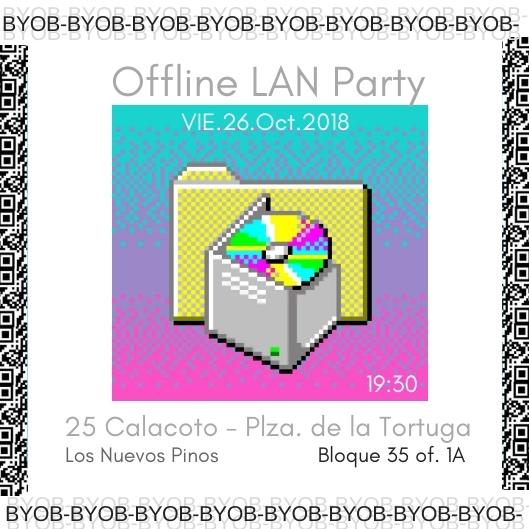 BYOB-BYOB-BYOB-BYOB-BYOB-BYOB-BYOB-BYOB-
Offline LAN Party
VIE.26.Oct.2018
19:30
25 Calacoto - Plza. de la Tortuga
Los Nuevos Pinos
Bloque 35 of. 1A
BYOB-BYOB-BYOB-BYOB-BYOB-BYOB-BYOB-BYOB-